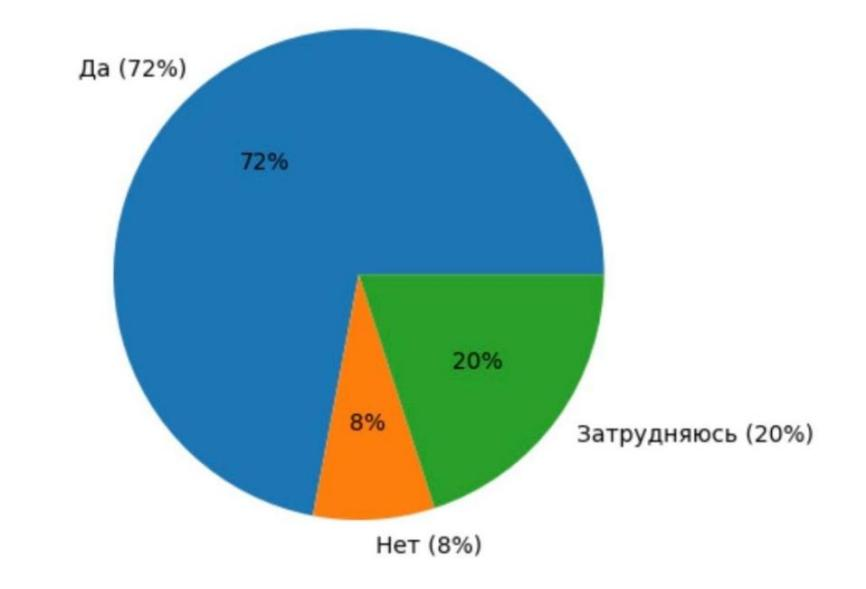 Да (72%)
72%
20%
8%
Затрудняюсь (20%)
Нет (8%)